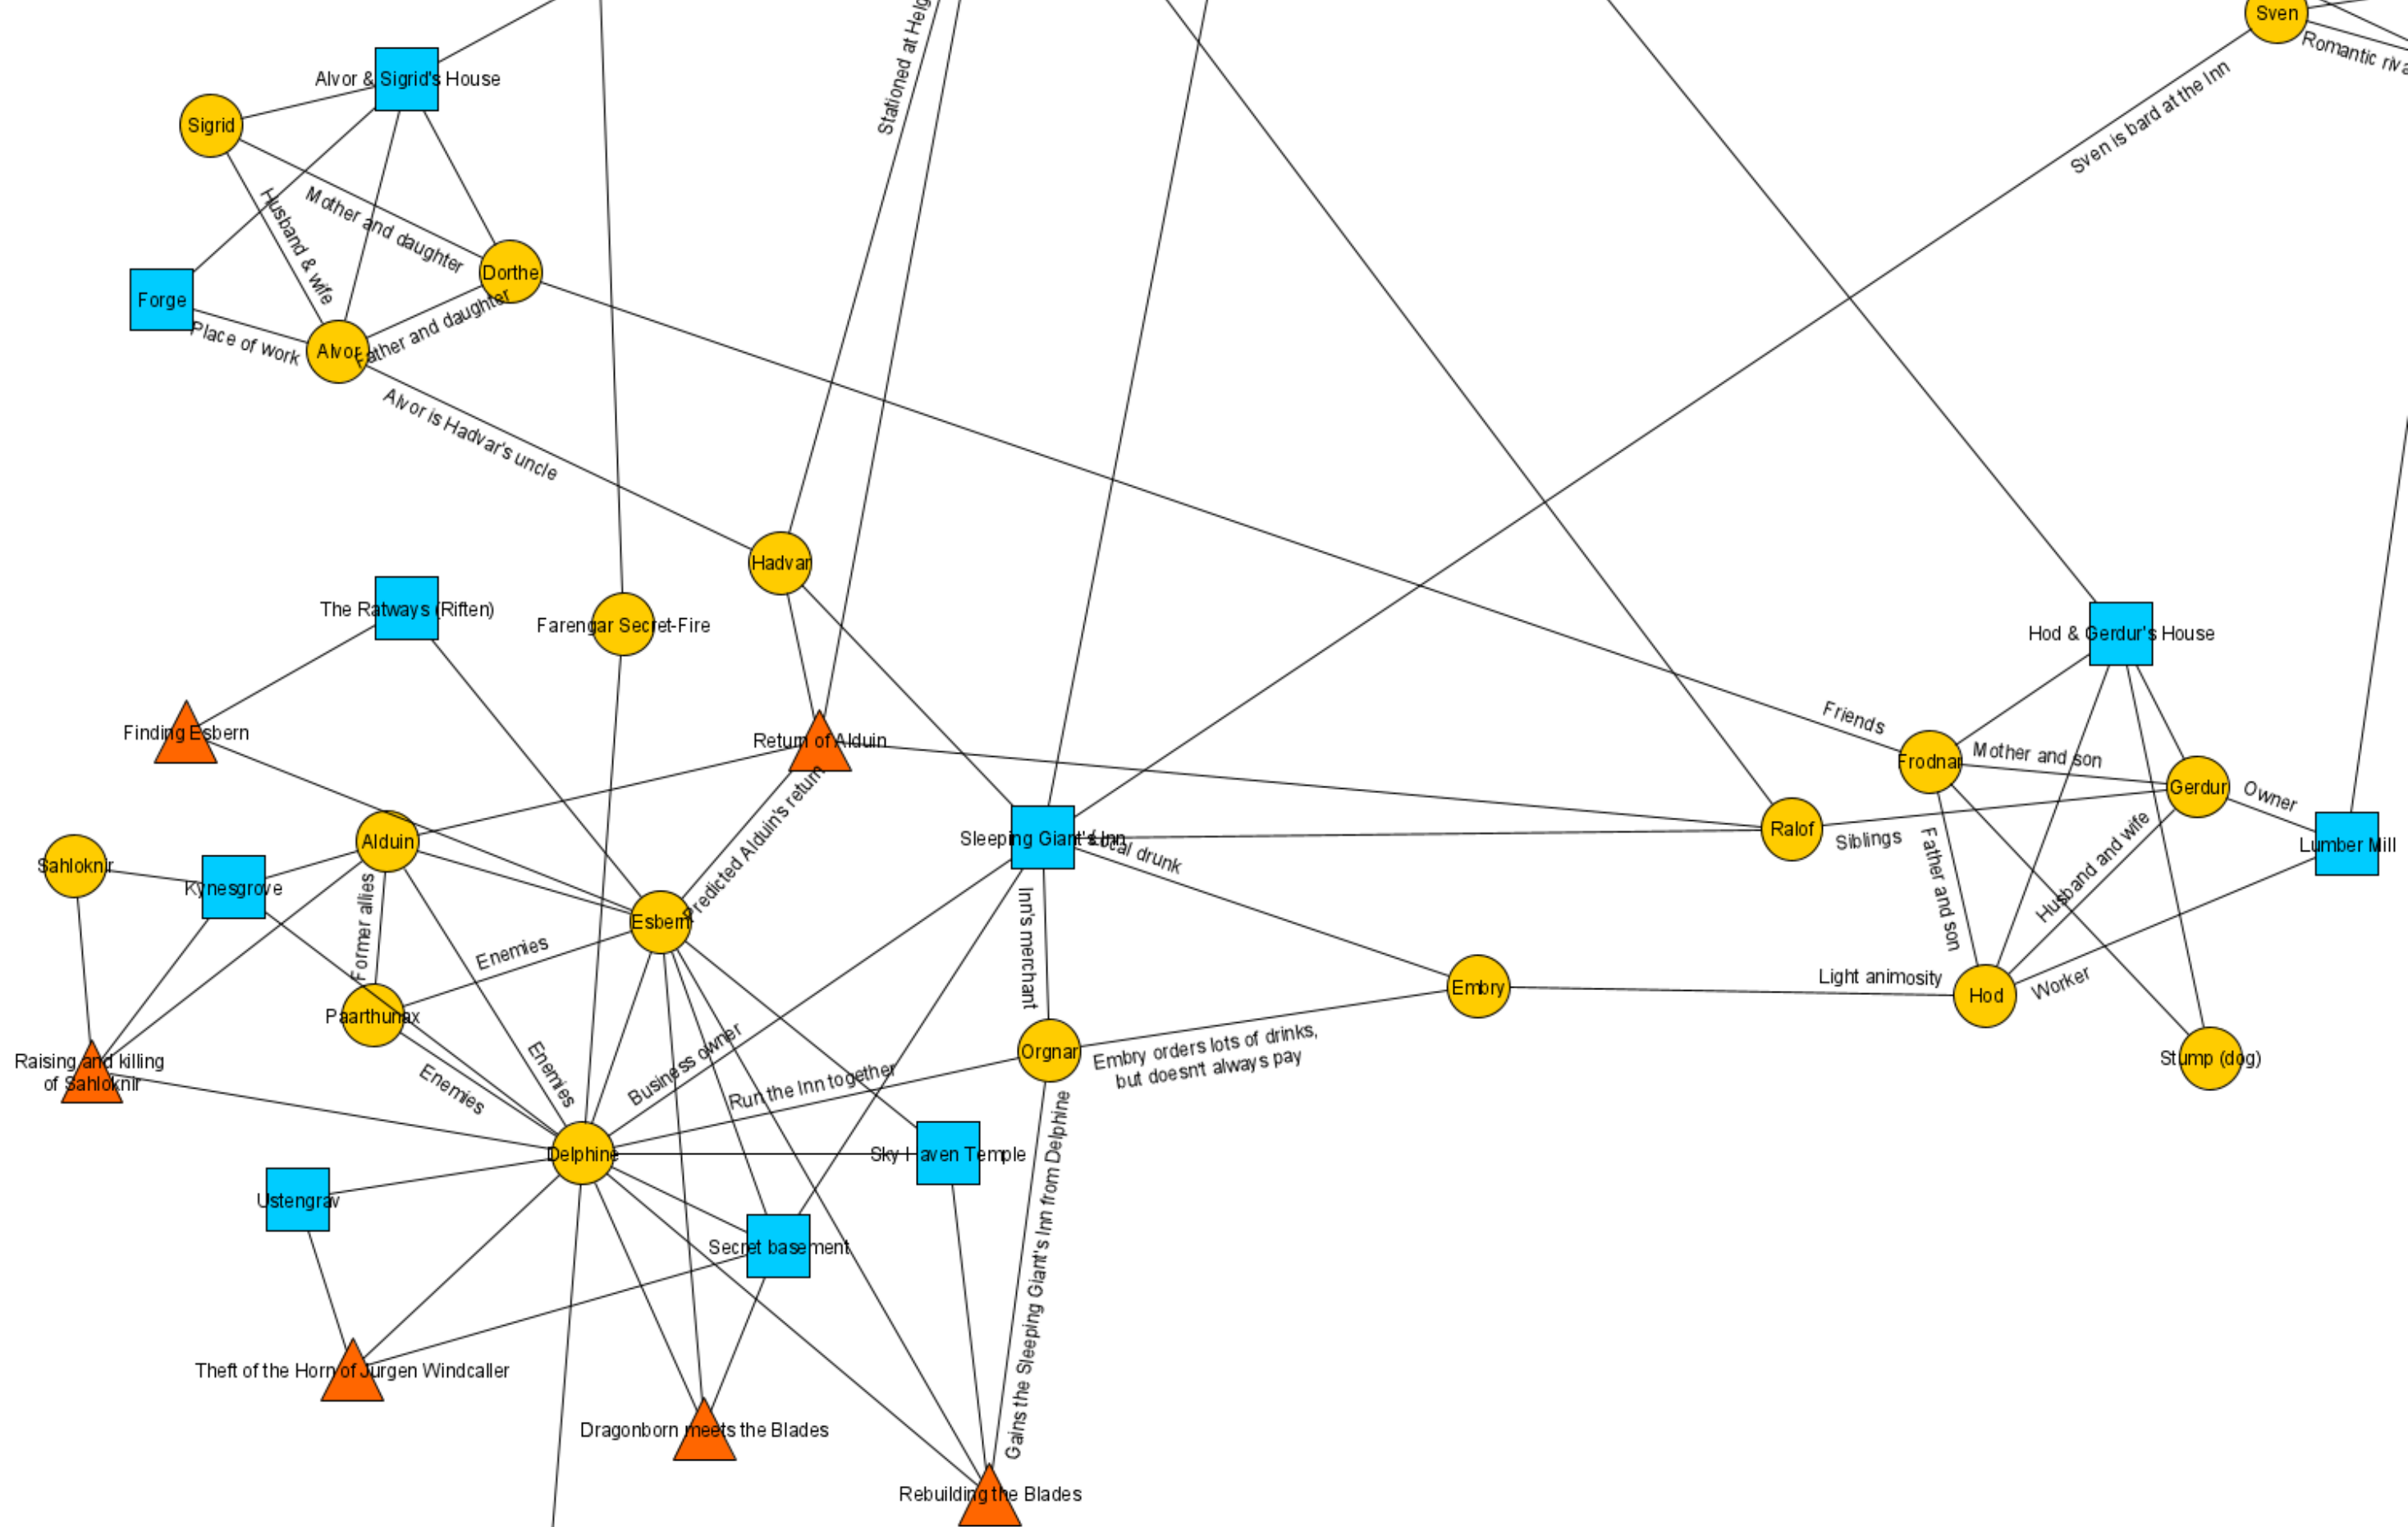 Sven
Romantic
Stationed at
Sven is bard at the Inn
Alvor & Sigrid's House
Sigrid
Husband & wife
Mother and daughter
Dorthe
Forge
Place of work
Alvor
Father and daughter
Alvor is Hadvar's uncle
Hadvar
The Ratways (Riften)
Farengar Secret-Fire
Hod & Gerdur's House
Finding Esbern
Return of Alduin
Friends
Frodnar
Mother and son
Gerdur
Owner
Alduin
Predicted Alduin's return
Sleeping Giant's Inn
Local drunk
Ralof
Siblings
Lumber Mill
Sahloknir
Kynesgrove
Former allies
Esbern
Enemies
Father and son
Husband and wife
Inn's merchant
Embry
Light animosity
Hod
Worker
Paarthunax
Raising and killing
of Sahloknir
Enemies
Enemies
Business owner
Run the Inn together
Orgnar
Embry orders lots of drinks,
but doesn't always pay
Stump (dog)
Delphine
Sky Haven Temple
Gains the Sleeping Giant's Inn from Delphine
Ustengrav
Secret basement
Theft of the Horn of Jurgen Windcaller
Dragonborn meets the Blades
Rebuilding the Blades